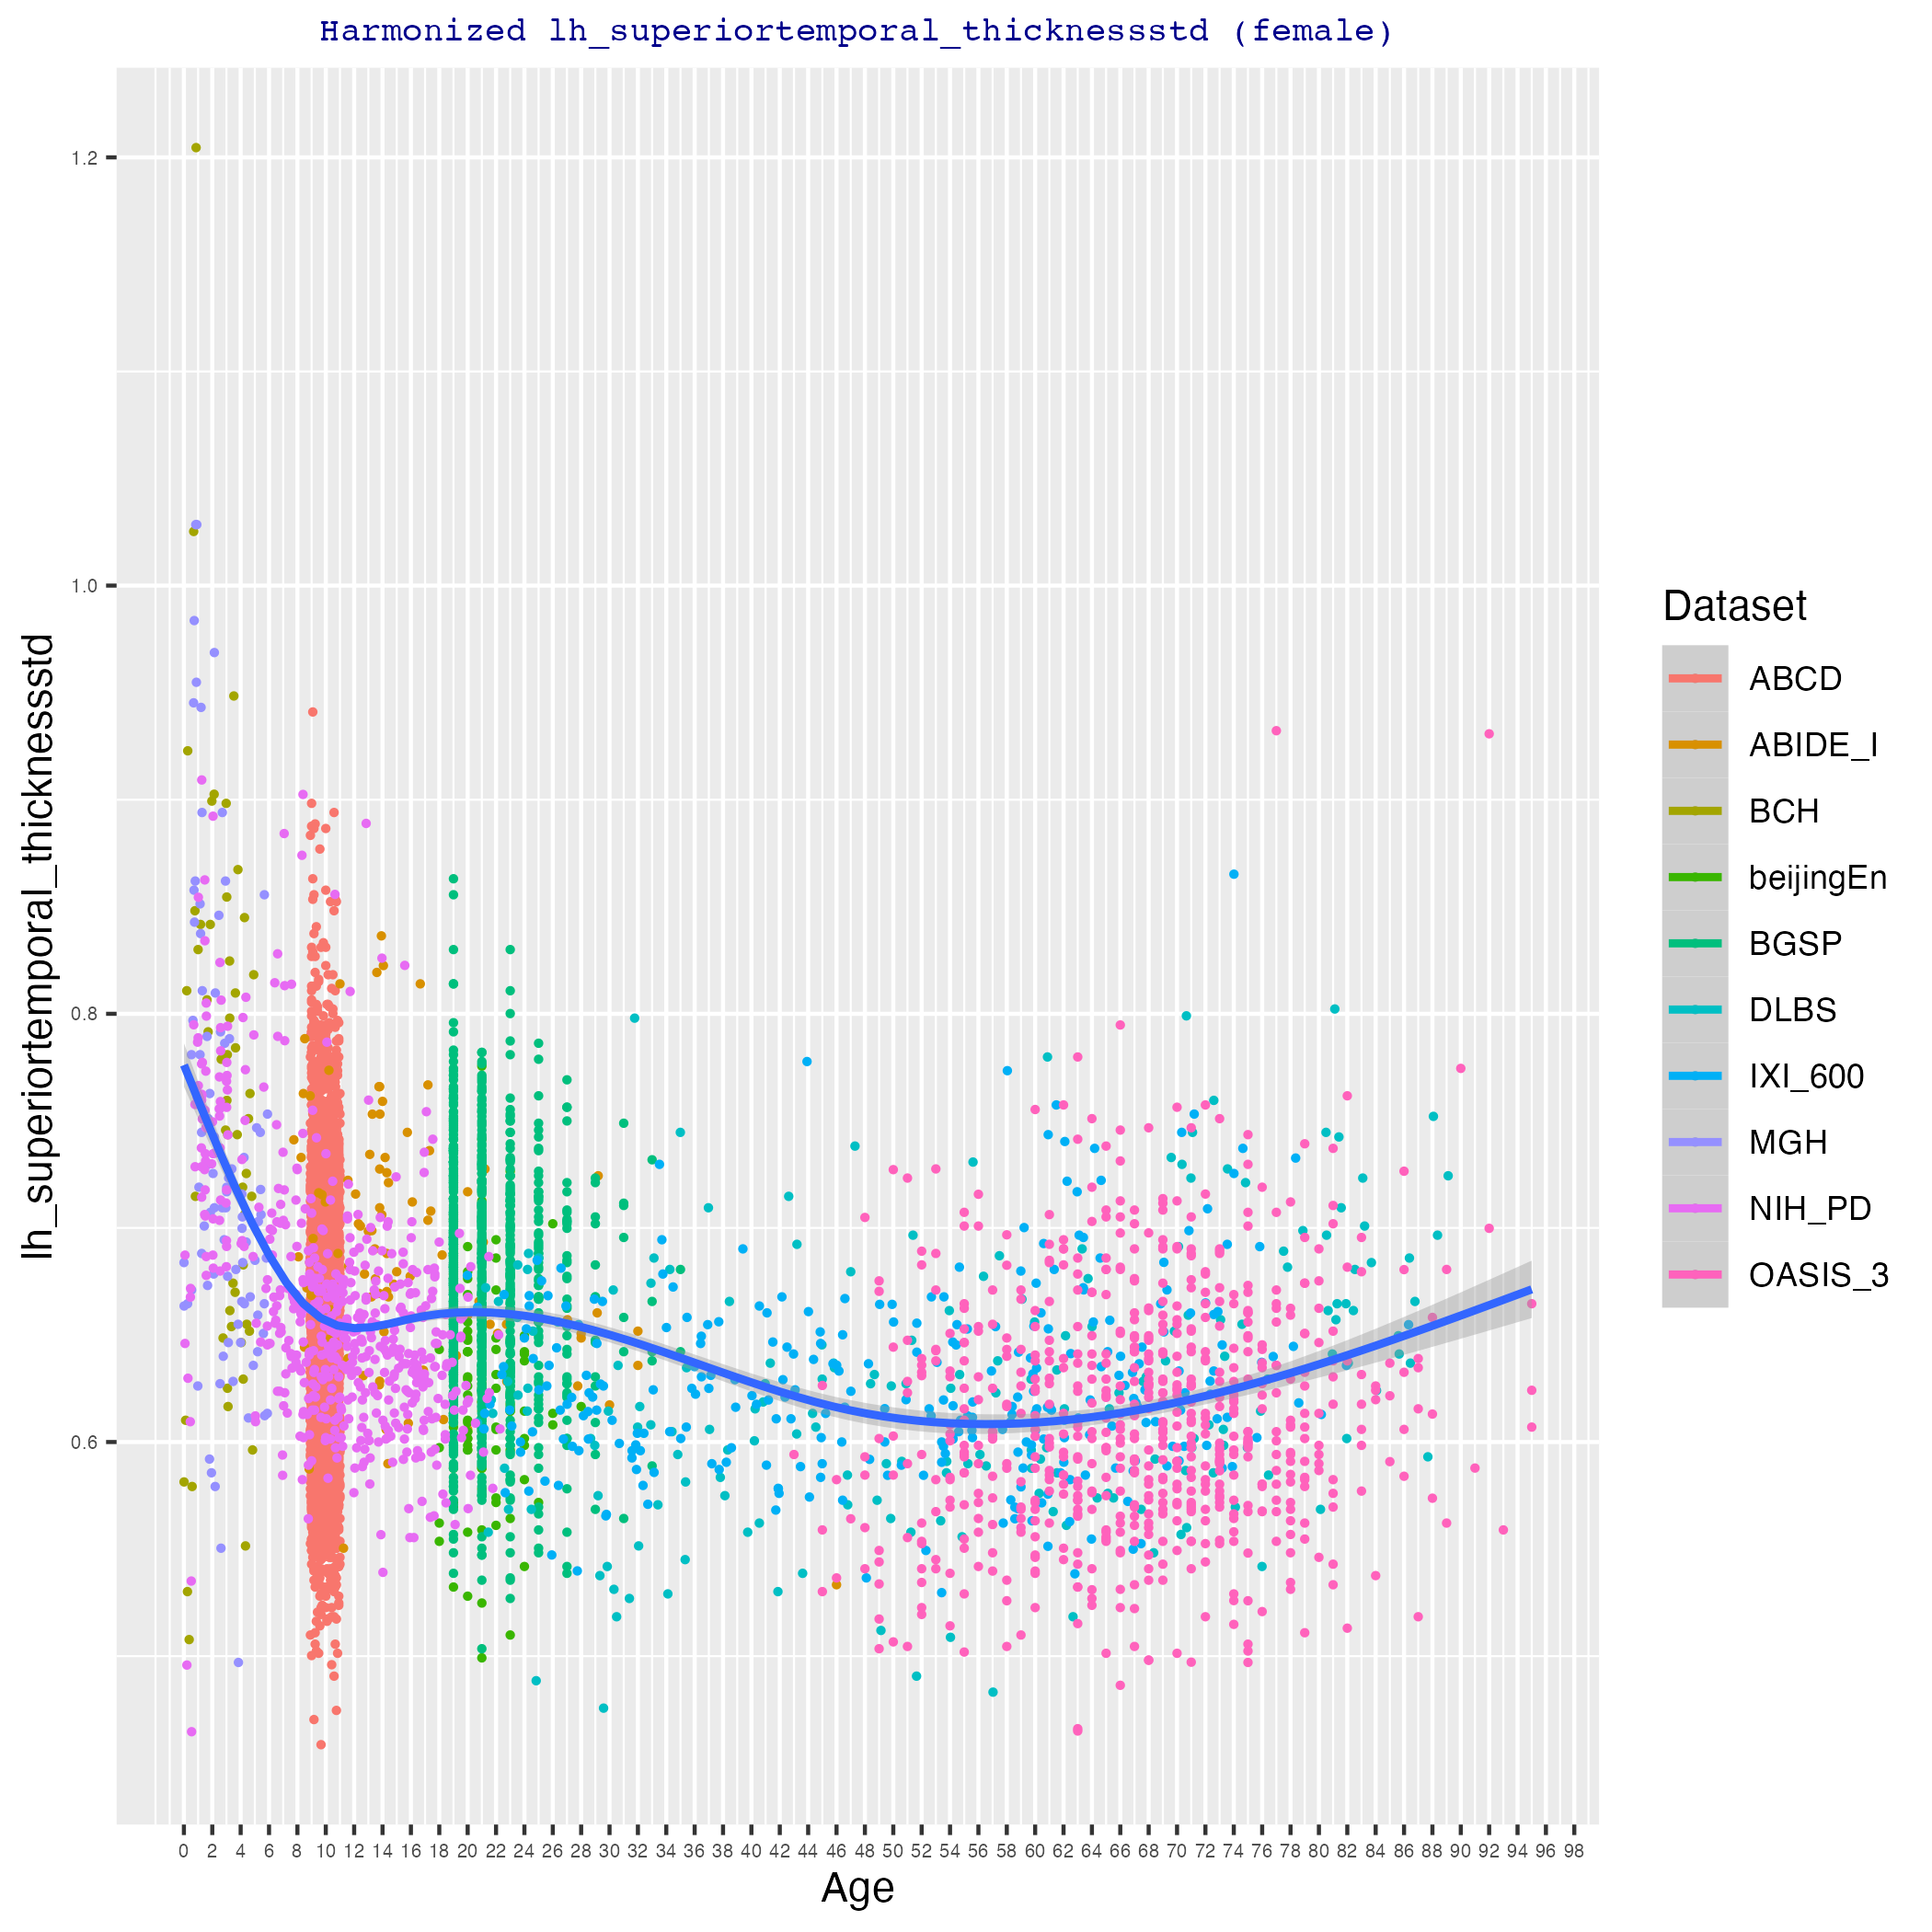 Harmonized lh_superiortemporal_thicknessstd (female)
lh_superiortemporal_thicknessstd
1.2
1.0
0.8
0.6
0 2 4 6 8 10 12 14 16 18 20 22 24 26 28 30 32 34 36 38 40 42 44 46 48 50 52 54 56 58 60 62 64 66 68 70 72 74 76 78 80 82 84 86 88 90 92 94 96 98
Age
Dataset
ABCD
ABIDE_I
BCH
beijingEn
BGSP
DLBS
IXI_600
MGH
NIH_PD
OASIS_3